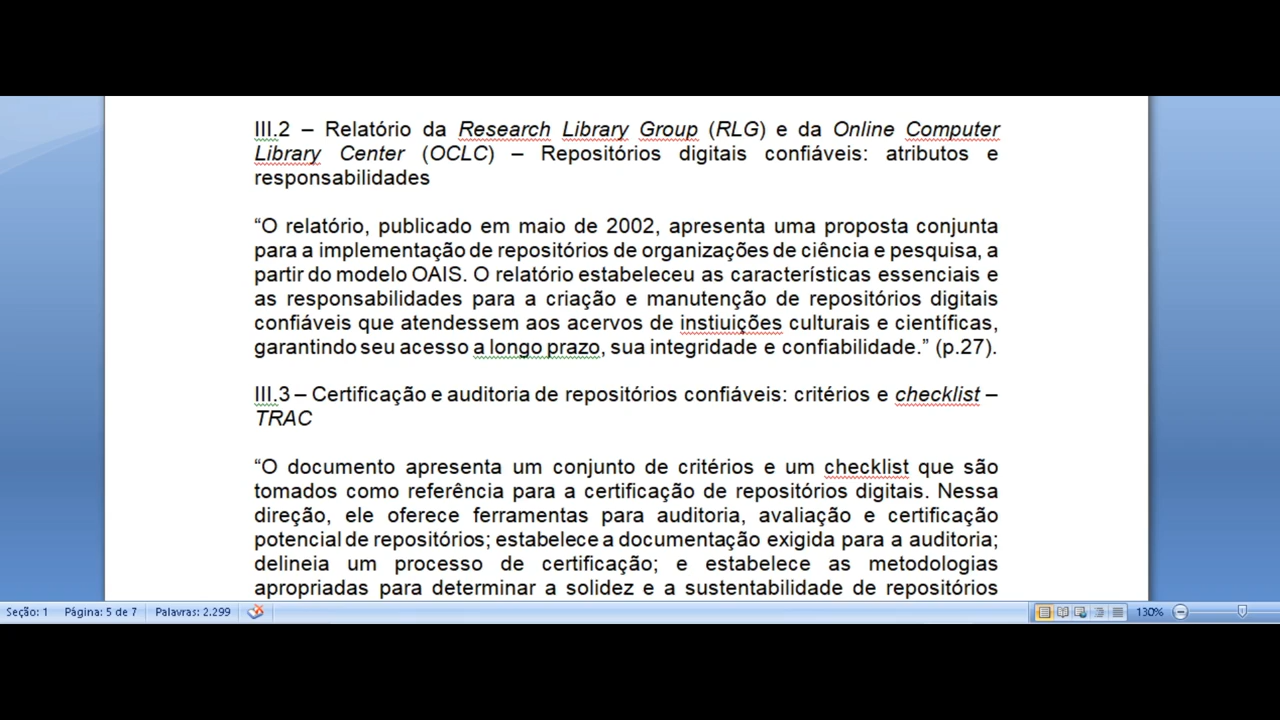 III.2 – Relatório da Research Library Group (RLG) e da Online Computer
Library Center (OCLC) – Repositórios digitais confiáveis: atributos e
responsabilidades
“O relatório, publicado em maio de 2002, apresenta uma proposta conjunta
para a implementação de repositórios de organizações de ciência e pesquisa, a
partir do modelo OAIS. O relatório estabeleceu as características essenciais e
as responsabilidades para a criação e manutenção de repositórios digitais
confiáveis que atendessem aos acervos de instiuições culturais e científicas,
garantindo seu acesso a longo prazo, sua integridade e confiabilidade.” (p.27).
III.3 – Certificação e auditoria de repositórios confiáveis: critérios e checklist –
TRAC
“O documento apresenta um conjunto de critérios e um checklist que são
tomados como referência para a certificação de repositórios digitais. Nessa
direção, ele oferece ferramentas para auditoria, avaliação e certificação
potencial de repositórios; estabelece a documentação exigida para a auditoria;
delineia um processo de certificação; e estabelece as metodologias
apropriadas para determinar a solidez e a sustentabilidade de repositórios
Seção: 1 Página: 5 de 7 Palavras: 2.299 130%